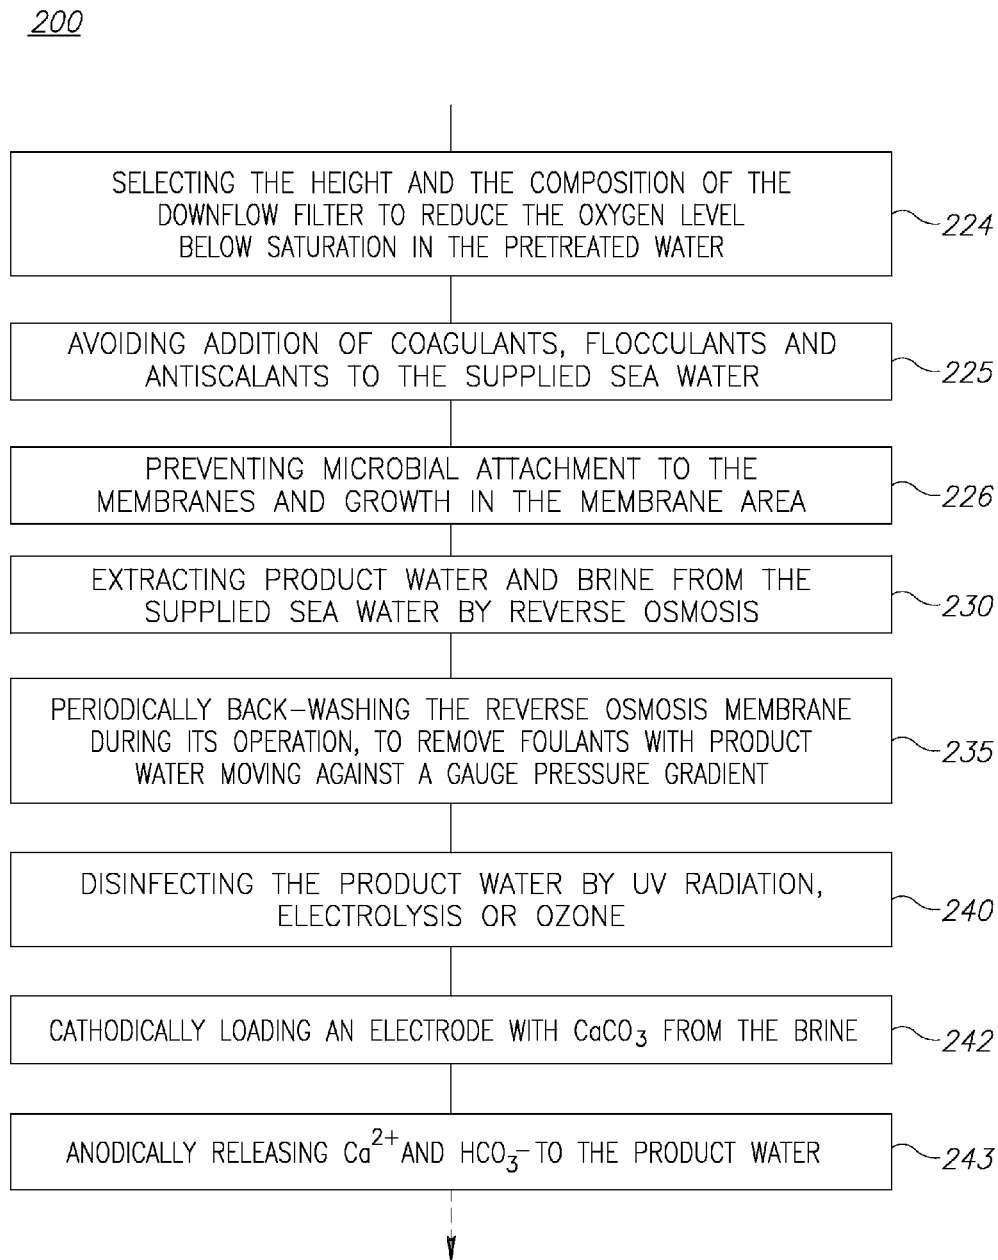 200
SELECTING THE HEIGHT AND THE COMPOSITION OF THE
DOWNFLOW FILTER TO REDUCE THE OXYGEN LEVEL
BELOW SATURATION IN THE PRETREATED WATER
224
AVOIDING ADDITION OF COAGULANTS, FLOCCULANTS AND
ANTISCALANTS TO THE SUPPLIED SEA WATER
225
PREVENTING MICROBIAL ATTACHMENT TO THE
MEMBRANES AND GROWTH IN THE MEMBRANE AREA
226
EXTRACTING PRODUCT WATER AND BRINE FROM THE
SUPPLIED SEA WATER BY REVERSE OSMOSIS
230
PERIODICALLY BACK-WASHING THE REVERSE OSMOSIS MEMBRANE
DURING ITS OPERATION, TO REMOVE FOULANTS WITH PRODUCT
WATER MOVING AGAINST A GAUGE PRESSURE GRADIENT
235
DISINFECTING THE PRODUCT WATER BY UV RADIATION,
ELECTROLYSIS OR OZONE
240
CATHODICALLY LOADING AN ELECTRODE WITH CaCO₃ FROM THE BRINE
242
ANODICALLY RELEASING Ca²⁺ AND HCO₃⁻ TO THE PRODUCT WATER
243